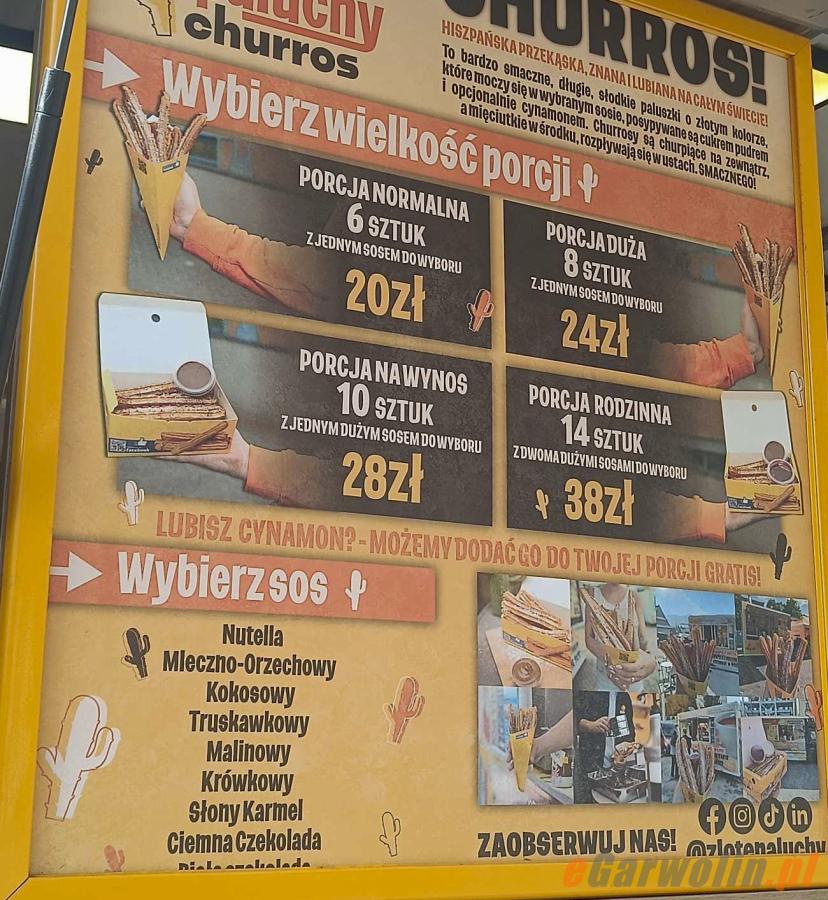 Paluchy
churros
CHURROS!
HISZPAŃSKA PRZEKĄSKA, ZNANA I LUBIANA NA CAŁYM ŚWIECIE!
To bardzo smaczne, długie, słodkie paluszki o złotym kolorze,
które moczy się w wybranym sosie, posypywane są cukrem pudrem
i opcjonalnie cynamonem. Churrosy są churpiące na zewnątrz,
a mięciutkie w środku, rozpływają się w ustach. SMACZNEGO!
Wybierz wielkość porcji
PORCJA NORMALNA
6 SZTUK
Z JEDNYM SOSEM DO WYBORU
20zł
PORCJA DUŻA
8 SZTUK
Z JEDNYM SOSEM DO WYBORU
24zł
PORCJA NA WYNOS
10 SZTUK
Z JEDNYM DUŻYM SOSEM DO WYBORU
28zł
PORCJA RODZINNA
14 SZTUK
Z DWOMA DUŻYMI SOSAMI DO WYBORU
38zł
LUBISZ CYNAMON? - MOŻEMY DODAĆ GO DO TWOJEJ PORCJI GRATIS!
Wybierz sos
Nutella
Mleczno-Orzechowy
Kokosowy
Truskawkowy
Malinowy
Krówkowy
Słony Karmel
Ciemna Czekolada
Biała czekolada
ZAOBSERWUJ NAS!
@zlotepaluchy
eGarwolin.pl